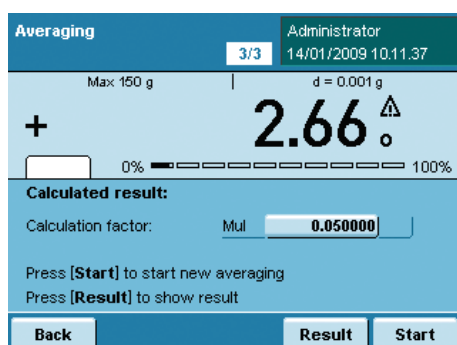 Averaging
Administrator
3/3
14/01/2009 10.11.37
Max 150 g
d = 0.001 g
+ 2.66 o
0% 100%
Calculated result:
Calculation factor: Mul 0.050000
Press [Start] to start new averaging
Press [Result] to show result
Back Result Start